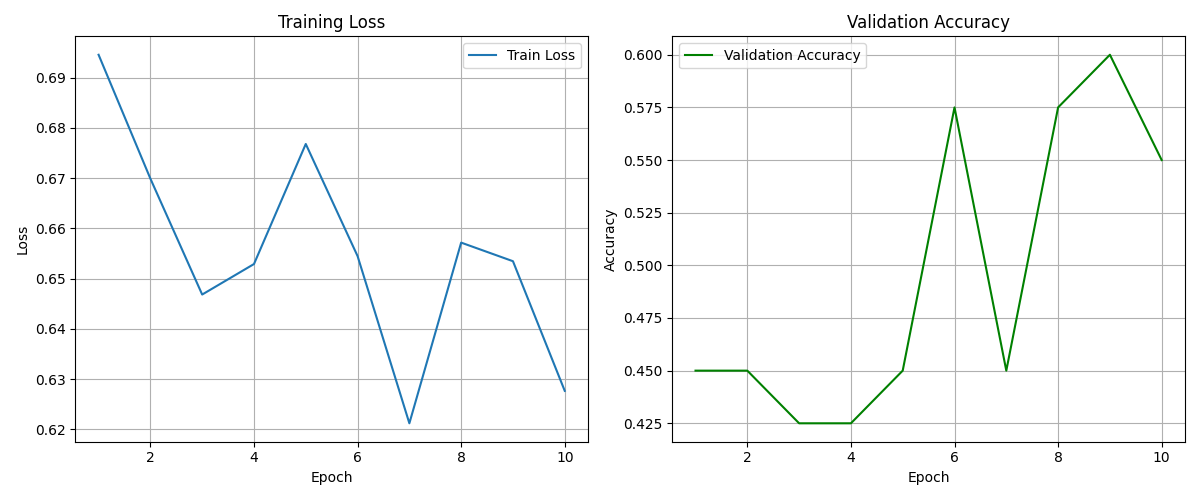 Training Loss
Train Loss
0.69
0.68
0.67
0.66
0.65
0.64
0.63
0.62
Loss
2 4 6 8 10
Epoch
Validation Accuracy
Validation Accuracy
0.600
0.575
0.550
0.525
0.500
0.475
0.450
0.425
Accuracy
2 4 6 8 10
Epoch